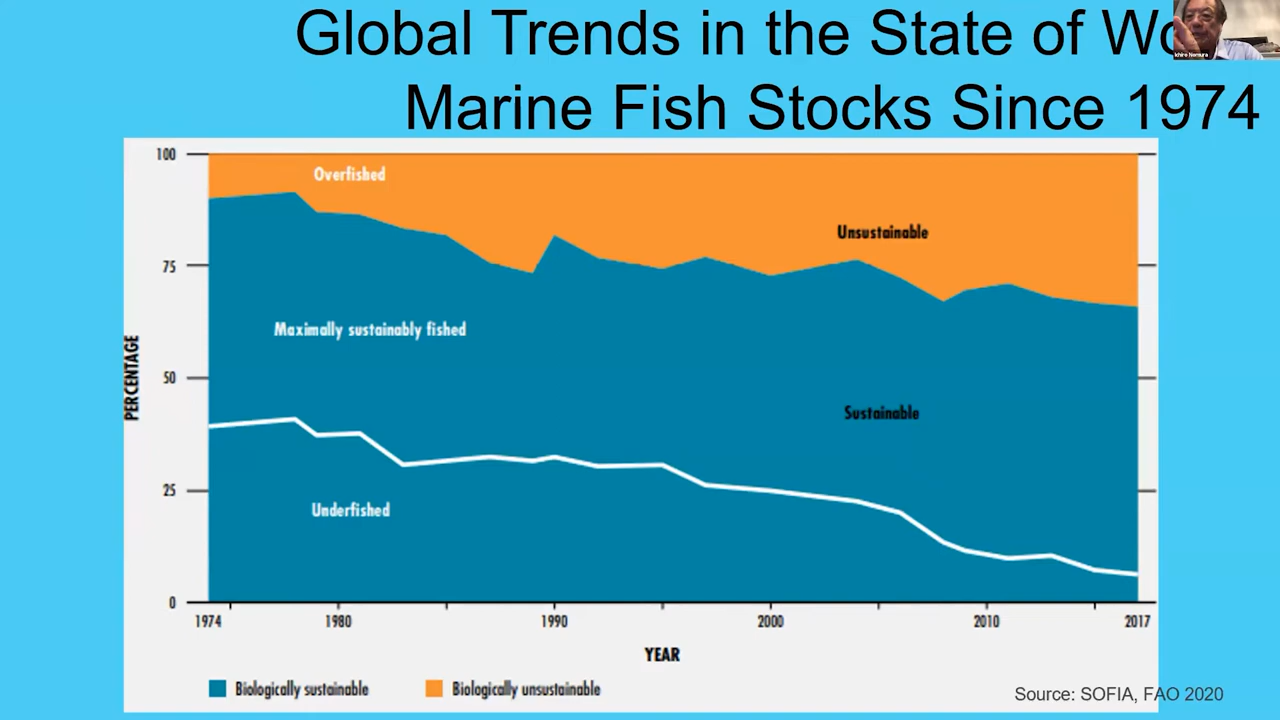 Global Trends in the State of Wo
Marine Fish Stocks Since 1974
Ichiro Nomura
100
Overfished
Unsustainable
75
Maximally sustainably fished
PERCENTAGE
50
Sustainable
25
Underfished
0
1974 1980 1990 2000 2010 2017
YEAR
Biologically sustainable Biologically unsustainable
Source: SOFIA, FAO 2020